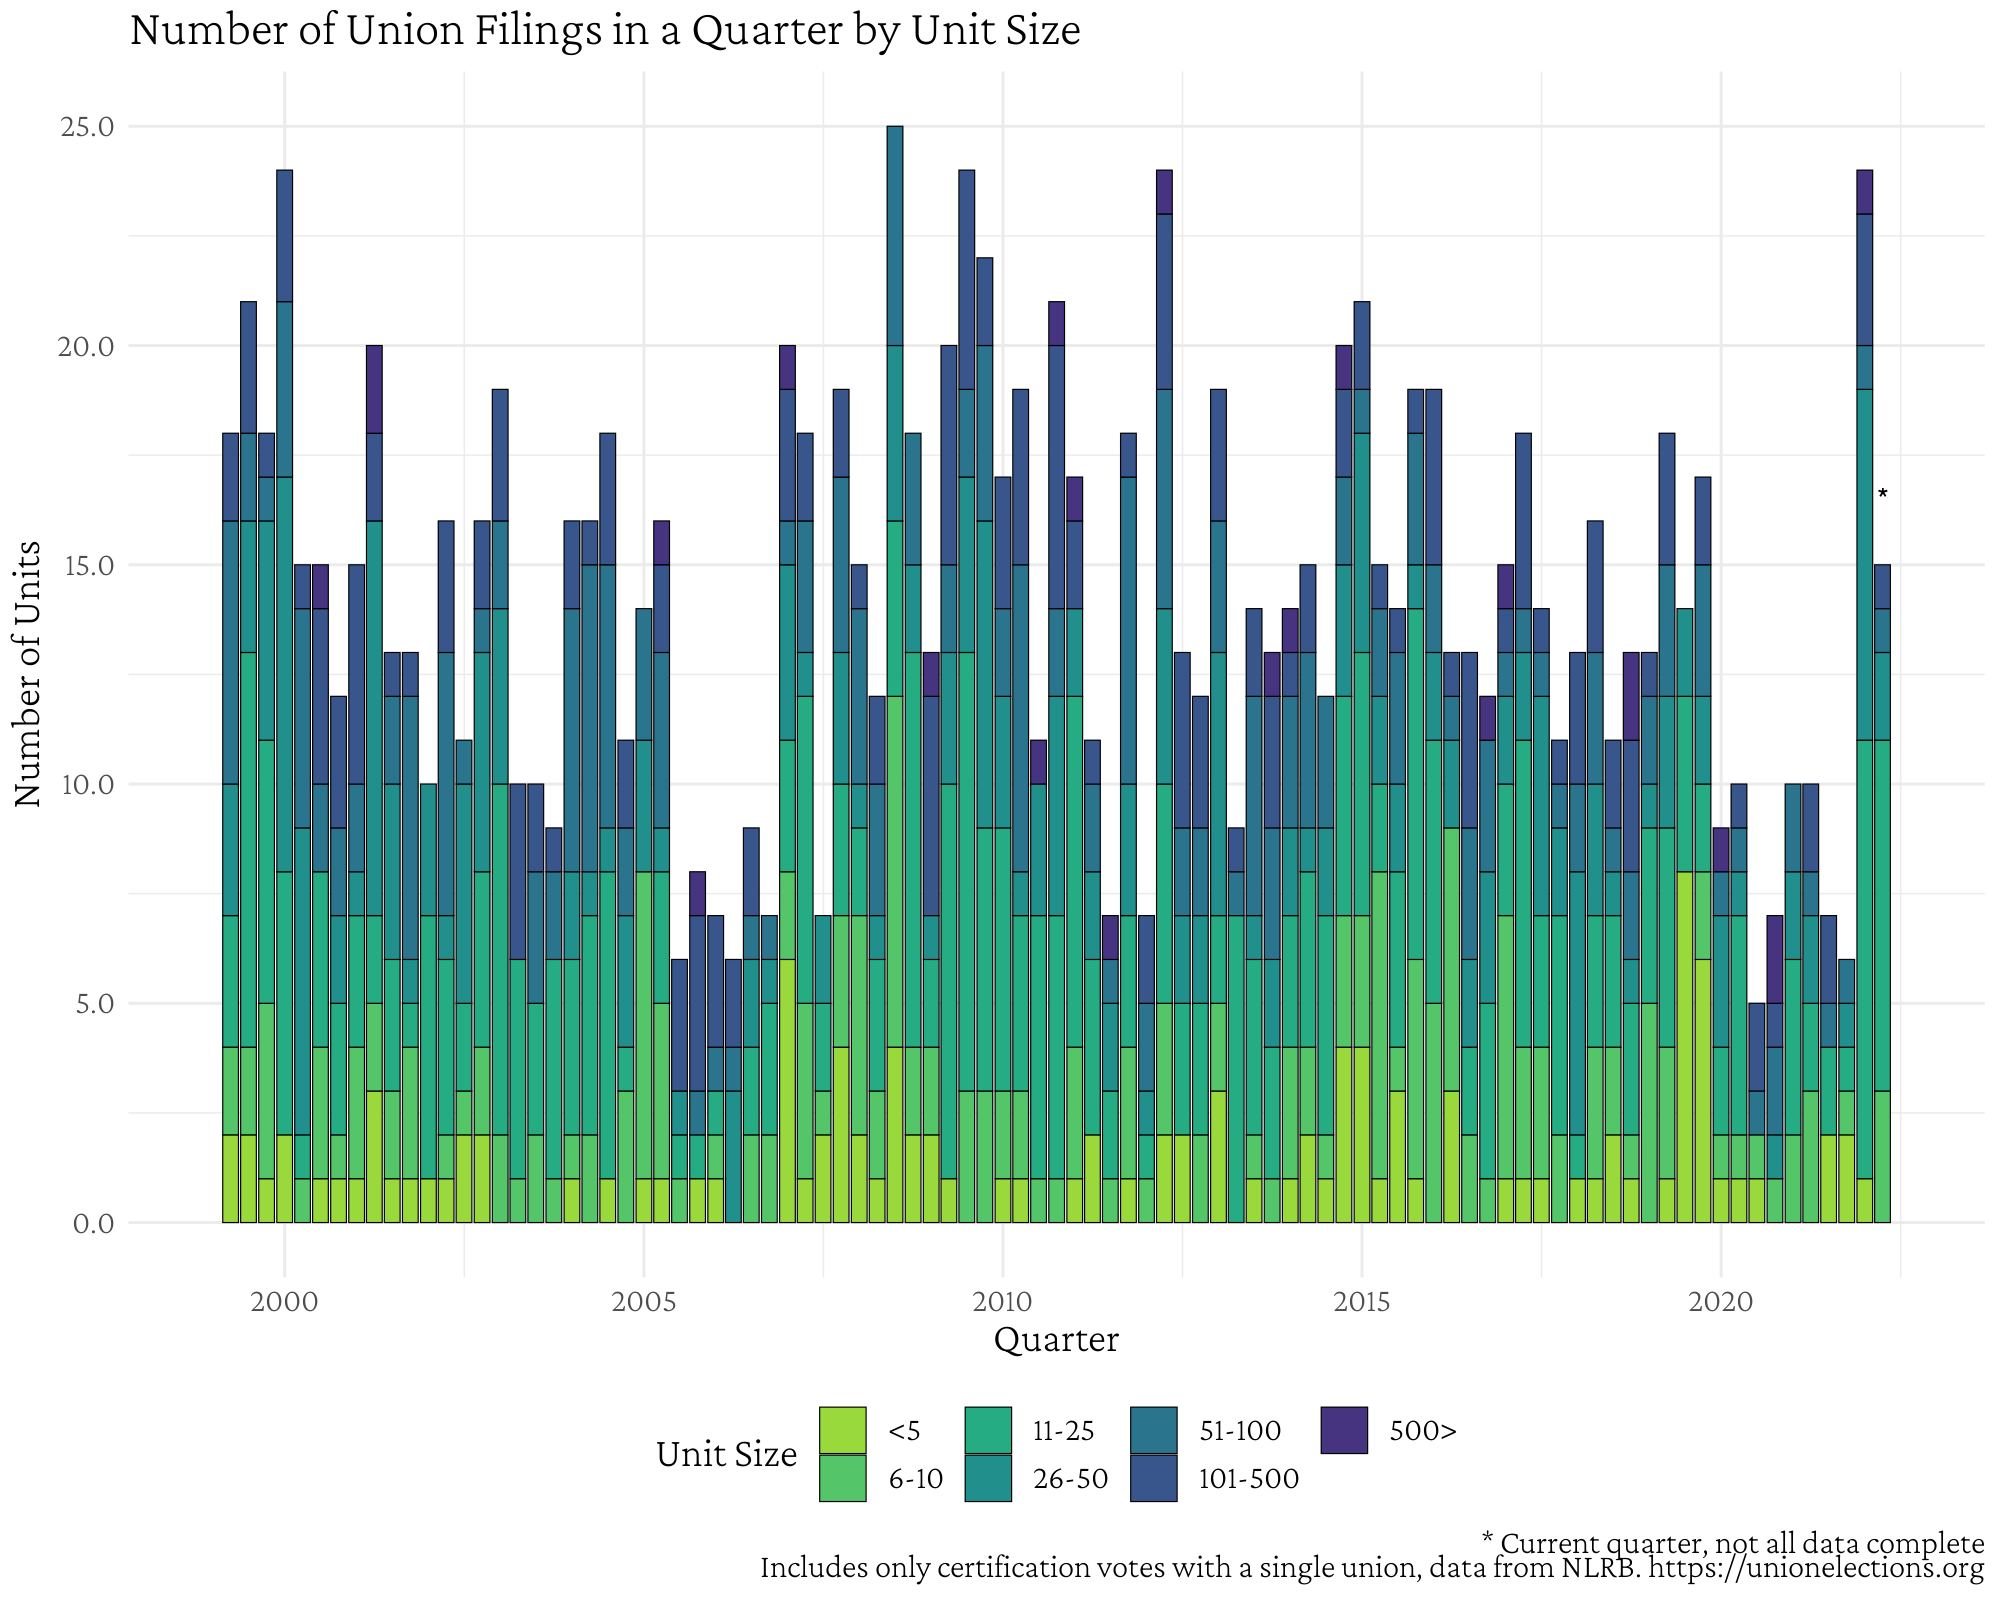 Number of Union Filings in a Quarter by Unit Size
Number of Units
25.0
20.0
15.0
10.0
5.0
0.0
*
2000 2005 2010 2015 2020
Quarter
Unit Size
<5 11-25 51-100 500>
6-10 26-50 101-500
* Current quarter, not all data complete
Includes only certification votes with a single union, data from NLRB. https://unionelections.org